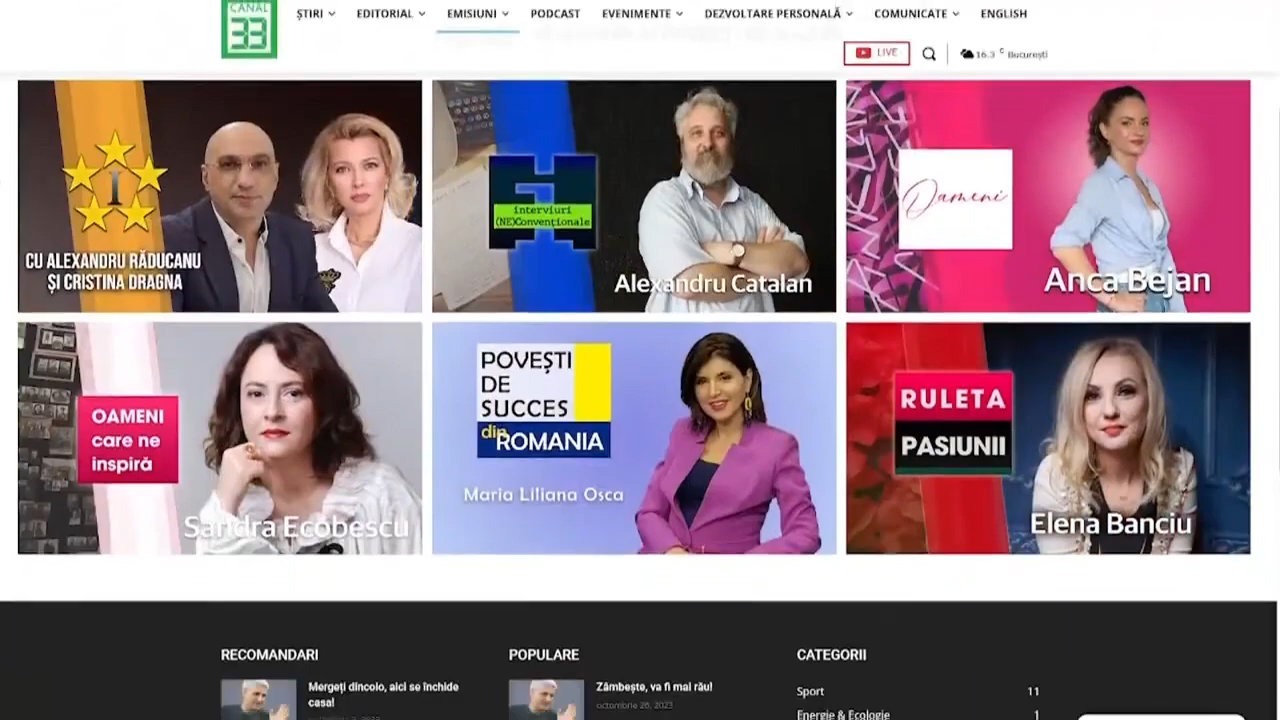 CANAL
33
ȘTIRI
EDITORIAL
EMISIUNI
PODCAST
EVENIMENTE
DEZVOLTARE PERSONALĂ
COMUNICATE
ENGLISH
LIVE
16.3 C București
I
CU ALEXANDRU RĂDUCANU
ȘI CRISTINA DRAGNA
interviuri
(NE)Convenționale
Alexandru Catalan
Oameni
Anca Bejan
OAMENI
care ne
inspiră
Sandra Ecobescu
POVEȘTI
DE
SUCCES
din ROMANIA
Maria Liliana Osca
RULETA
PASIUNII
Elena Banciu
RECOMANDARI
Mergeți dincolo, aici se închide
casa!
POPULARE
Zâmbește, va fi mai rău!
octombrie 26, 2023
CATEGORII
Sport 11
Energie & Ecologie 1